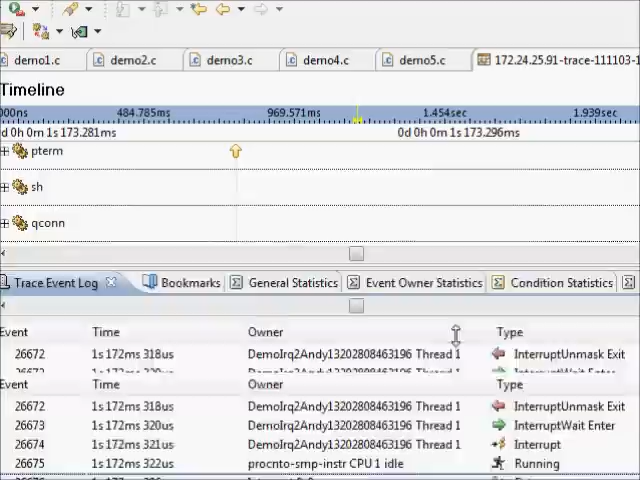 demo1.c demo2.c demo3.c demo4.c demo5.c 172.24.25.91-trace-111103-1
Timeline
000ns 484.785ms 969.571ms 1.454sec 1.939sec
d 0h 0m 1s 173.281ms 0d 0h 0m 1s 173.296ms
pterm
sh
qconn
Trace Event Log Bookmarks General Statistics Event Owner Statistics Condition Statistics
Event Time Owner Type
26672 1s 172ms 318us DemoIrq2Andy13202808463196 Thread 1 InterruptUnmask Exit
Event Time Owner Type
26672 1s 172ms 318us DemoIrq2Andy13202808463196 Thread 1 InterruptUnmask Exit
26673 1s 172ms 320us DemoIrq2Andy13202808463196 Thread 1 InterruptWait Enter
26674 1s 172ms 321us DemoIrq2Andy13202808463196 Thread 1 Interrupt
26675 1s 172ms 322us procnto-smp-instr CPU 1 idle Running